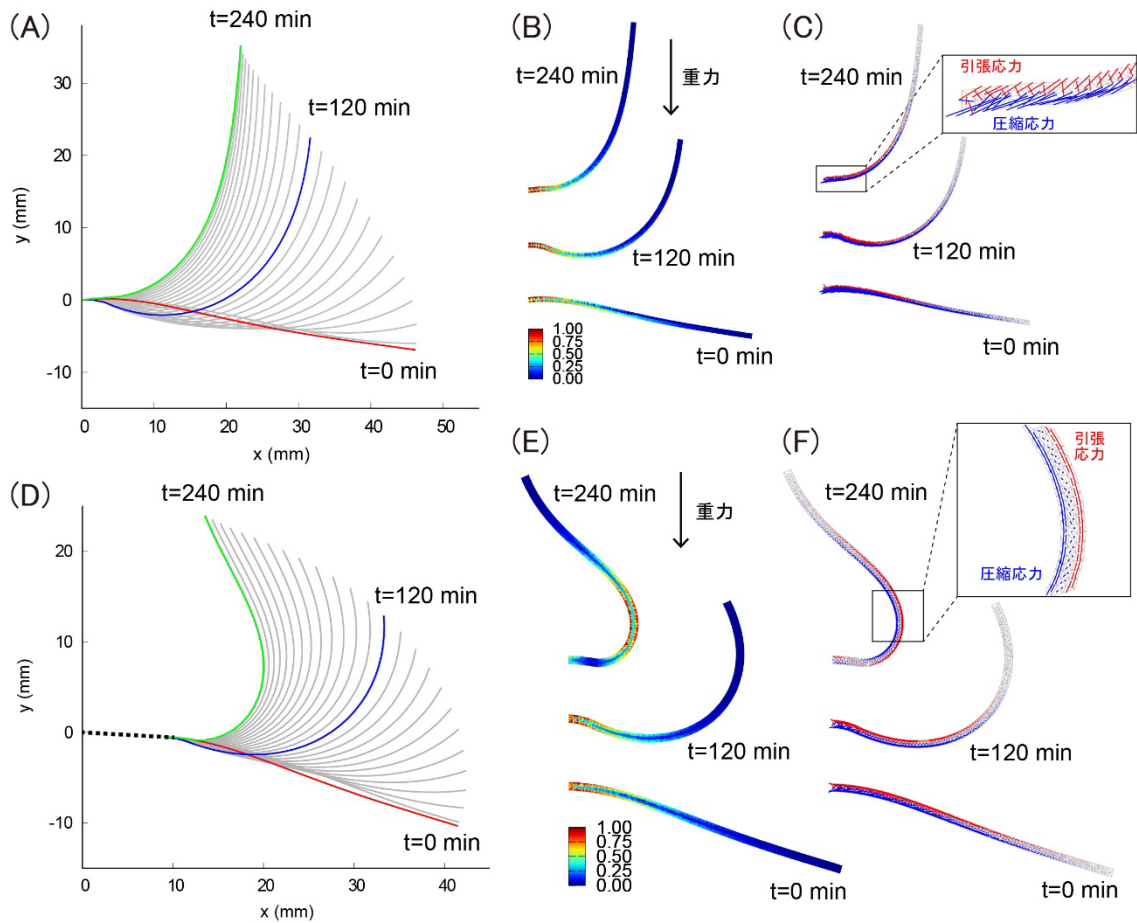 (A)
t=240 min
t=120 min
t=0 min
30
20
10
0
-10
y (mm)
0
10
20
30
40
50
x (mm)
(B)
t=240 min
重力
t=120 min
t=0 min
1.00
0.75
0.50
0.25
0.00
(C)
t=240 min
引張応力
圧縮応力
t=120 min
t=0 min
(D)
t=240 min
t=120 min
t=0 min
20
10
0
-10
y (mm)
0
10
20
30
40
x (mm)
(E)
t=240 min
重力
t=120 min
t=0 min
1.00
0.75
0.50
0.25
0.00
(F)
t=240 min
引張
応力
圧縮応力
t=120 min
t=0 min